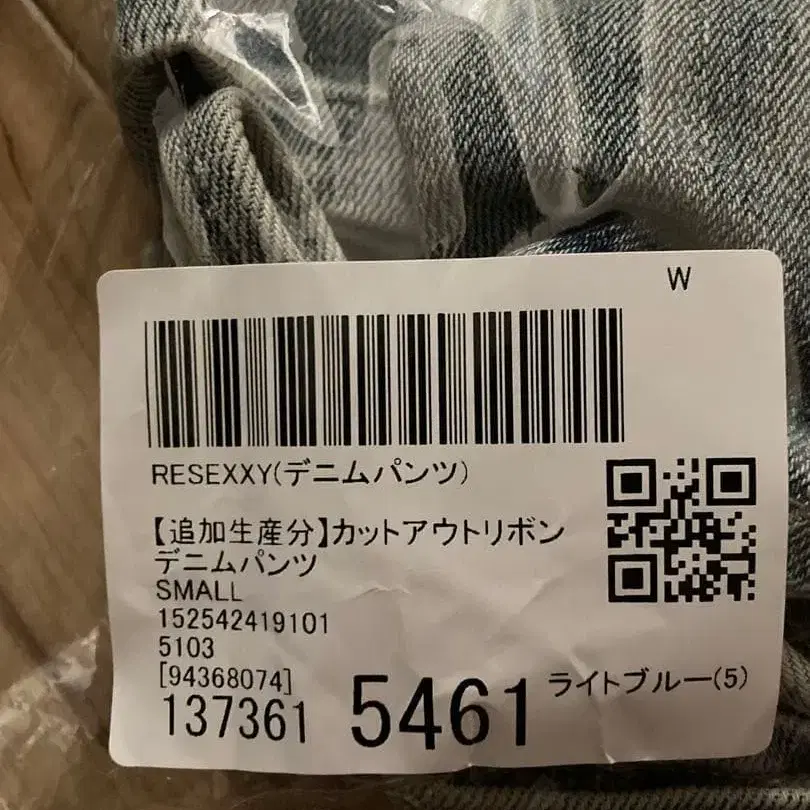 W
RESEXXY(デニムパンツ)
【追加生産分】カットアウトリボン
デニムパンツ
SMALL
152542419101
5103
[94368074]
137361 5461 ライトブルー(5)